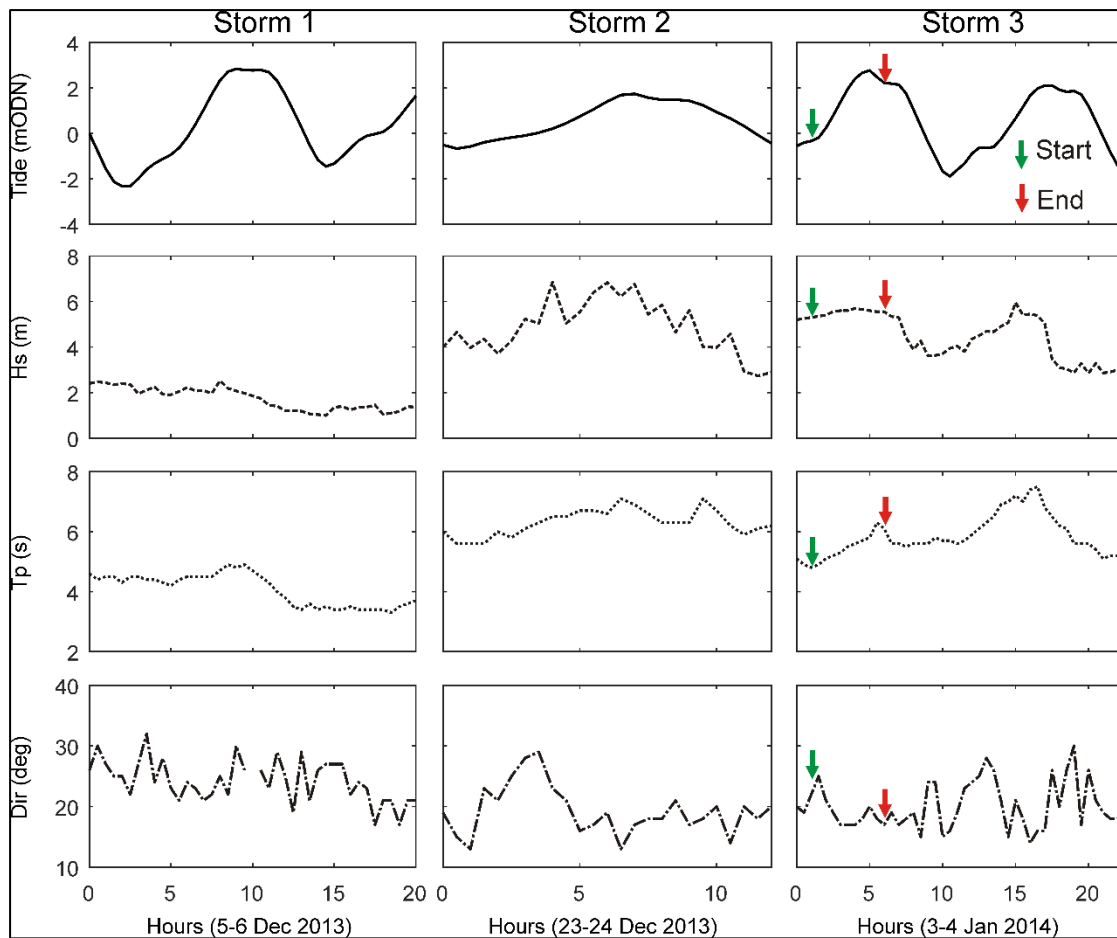 Storm 1 Storm 2 Storm 3
Tide (mODN)
4
2
0
-2
-4
Start
End
Hs (m)
8
6
4
2
0
Tp (s)
8
6
4
2
Dir (deg)
40
30
20
10
0 5 10 15 20 5 10 0 5 10 15 20
Hours (5-6 Dec 2013) Hours (23-24 Dec 2013) Hours (3-4 Jan 2014)